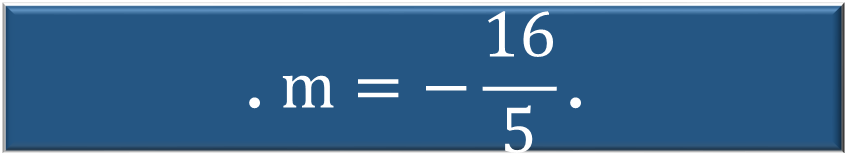 . m = −16/5 .